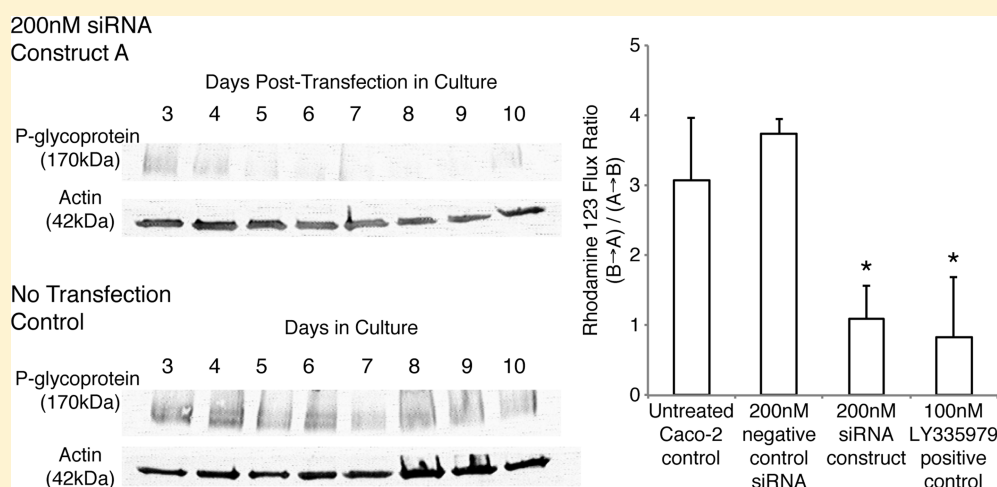 200nM siRNA
Construct A
Days Post-Transfection in Culture
3 4 5 6 7 8 9 10
P-glycoprotein
(170kDa)
Actin
(42kDa)
No Transfection
Control
Days in Culture
3 4 5 6 7 8 9 10
P-glycoprotein
(170kDa)
Actin
(42kDa)
Rhodamine 123 Flux Ratio
(B→A) / (A→B)
5
4
3
2
1
0
* *
Untreated
Caco-2
control
200nM
negative
control
siRNA
200nM
siRNA
construct
100nM
LY335979
positive
control